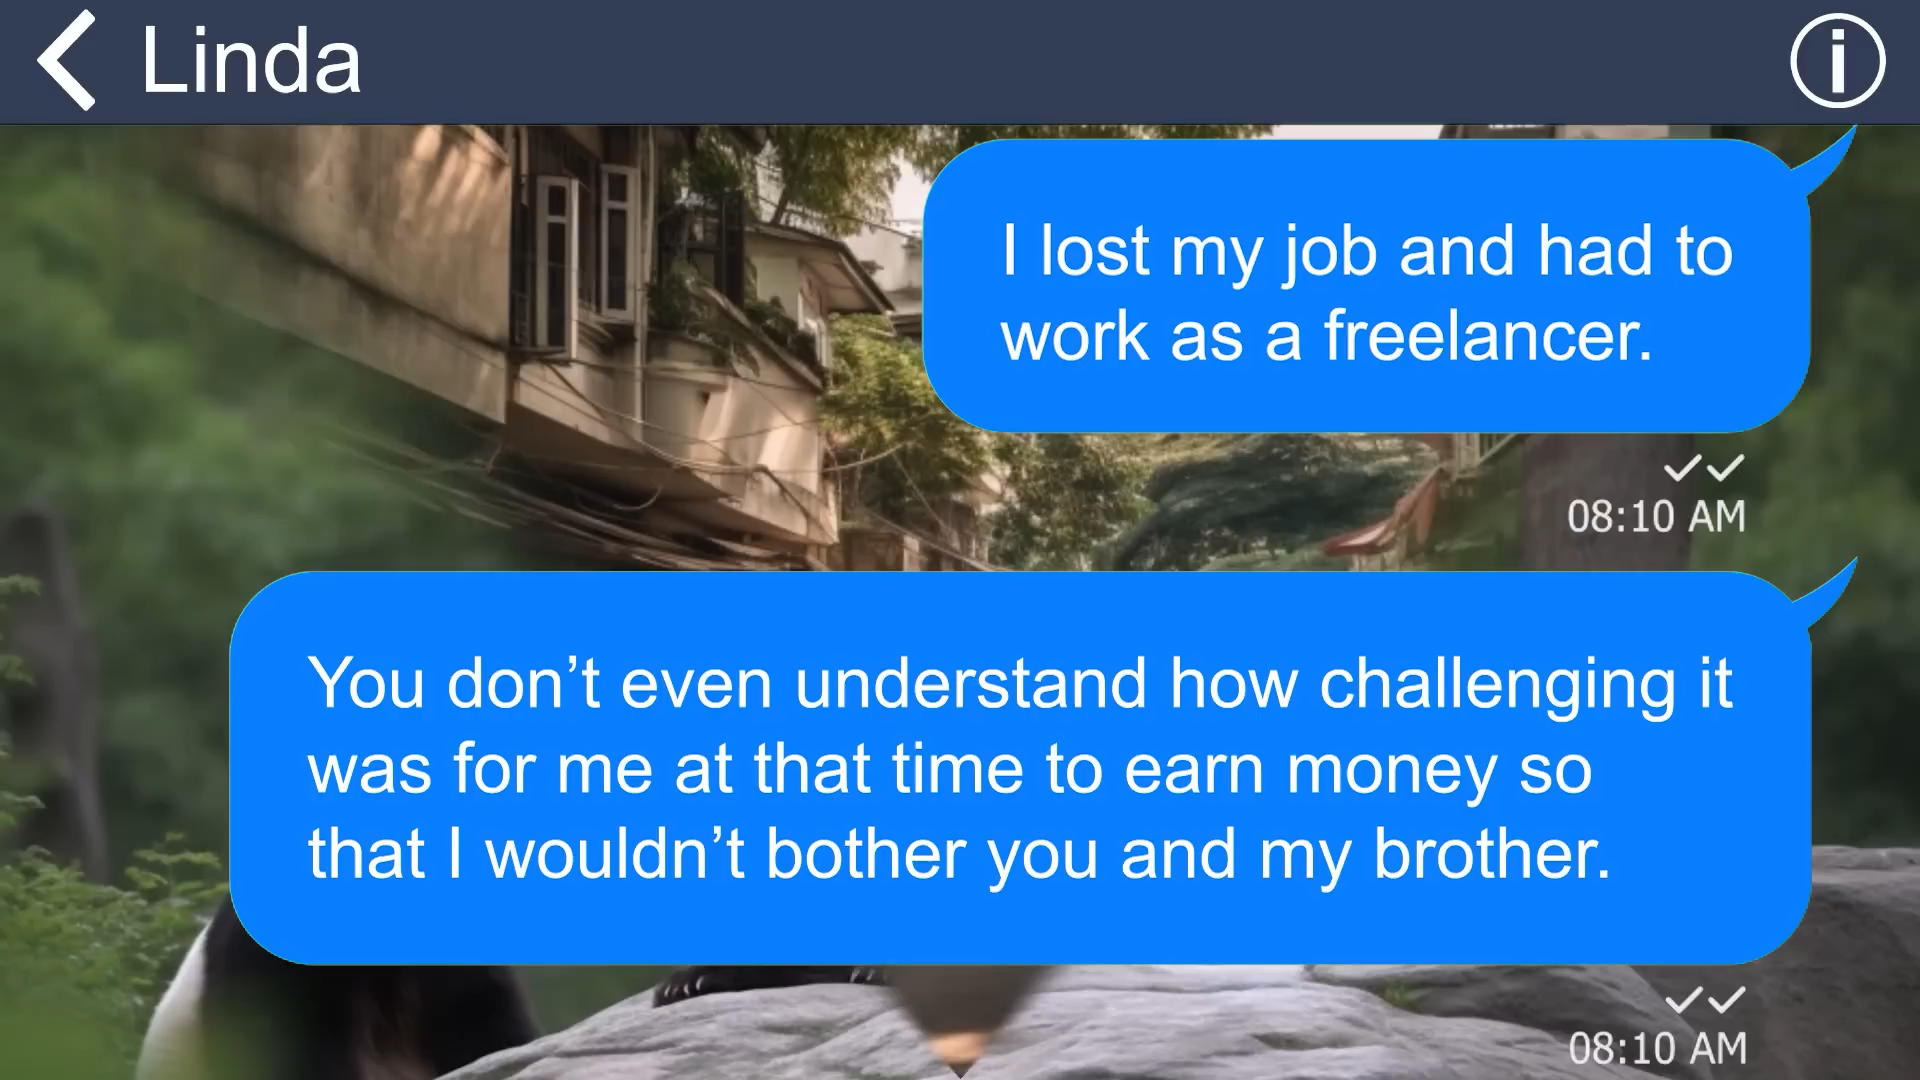 Linda
I lost my job and had to
work as a freelancer.
08:10 AM
You don’t even understand how challenging it
was for me at that time to earn money so
that I wouldn’t bother you and my brother.
08:10 AM